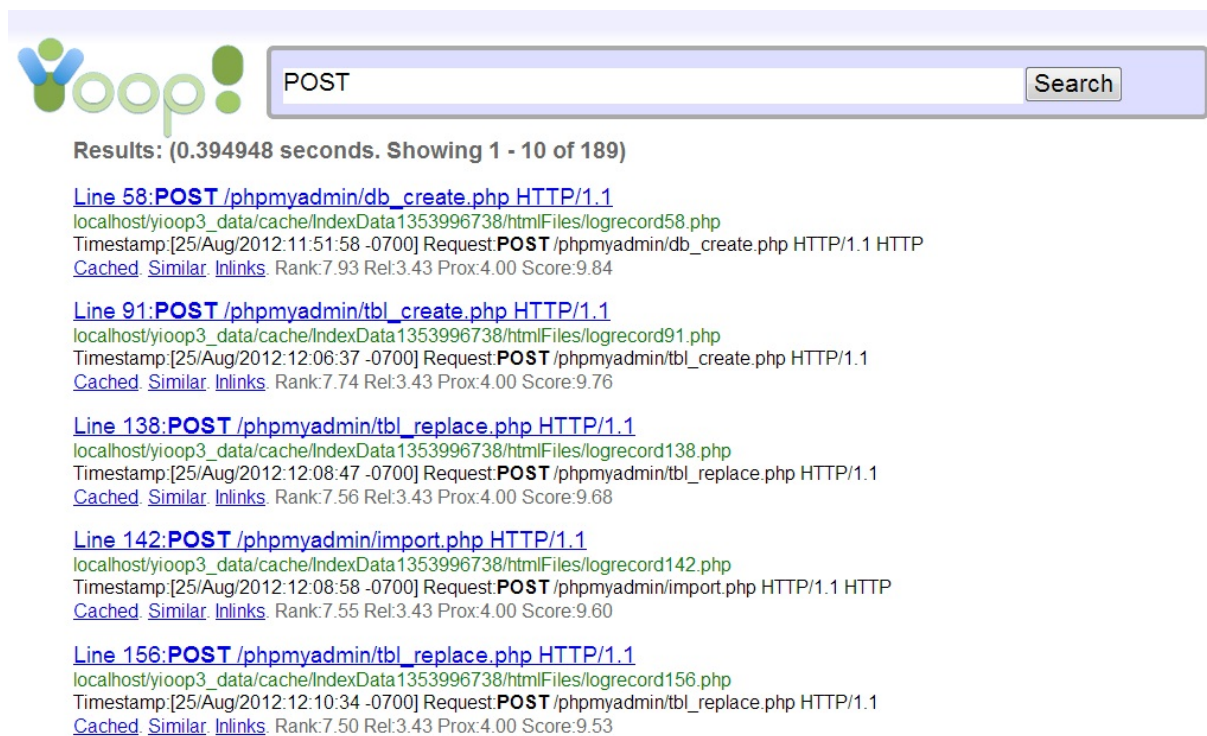 Yioop!
POST Search
Results: (0.394948 seconds. Showing 1 - 10 of 189)
Line 58:POST /phpmyadmin/db_create.php HTTP/1.1
localhost/yioop3_data/cache/IndexData1353996738/htmlFiles/logrecord58.php
Timestamp:[25/Aug/2012:11:51:58 -0700] Request:POST /phpmyadmin/db_create.php HTTP/1.1 HTTP
Cached. Similar. Inlinks. Rank:7.93 Rel:3.43 Prox:4.00 Score:9.84
Line 91:POST /phpmyadmin/tbl_create.php HTTP/1.1
localhost/yioop3_data/cache/IndexData1353996738/htmlFiles/logrecord91.php
Timestamp:[25/Aug/2012:12:06:37 -0700] Request:POST /phpmyadmin/tbl_create.php HTTP/1.1
Cached. Similar. Inlinks. Rank:7.74 Rel:3.43 Prox:4.00 Score:9.76
Line 138:POST /phpmyadmin/tbl_replace.php HTTP/1.1
localhost/yioop3_data/cache/IndexData1353996738/htmlFiles/logrecord138.php
Timestamp:[25/Aug/2012:12:08:47 -0700] Request:POST /phpmyadmin/tbl_replace.php HTTP/1.1
Cached. Similar. Inlinks. Rank:7.56 Rel:3.43 Prox:4.00 Score:9.68
Line 142:POST /phpmyadmin/import.php HTTP/1.1
localhost/yioop3_data/cache/IndexData1353996738/htmlFiles/logrecord142.php
Timestamp:[25/Aug/2012:12:08:58 -0700] Request:POST /phpmyadmin/import.php HTTP/1.1 HTTP
Cached. Similar. Inlinks. Rank:7.55 Rel:3.43 Prox:4.00 Score:9.60
Line 156:POST /phpmyadmin/tbl_replace.php HTTP/1.1
localhost/yioop3_data/cache/IndexData1353996738/htmlFiles/logrecord156.php
Timestamp:[25/Aug/2012:12:10:34 -0700] Request:POST /phpmyadmin/tbl_replace.php HTTP/1.1
Cached. Similar. Inlinks. Rank:7.50 Rel:3.43 Prox:4.00 Score:9.53